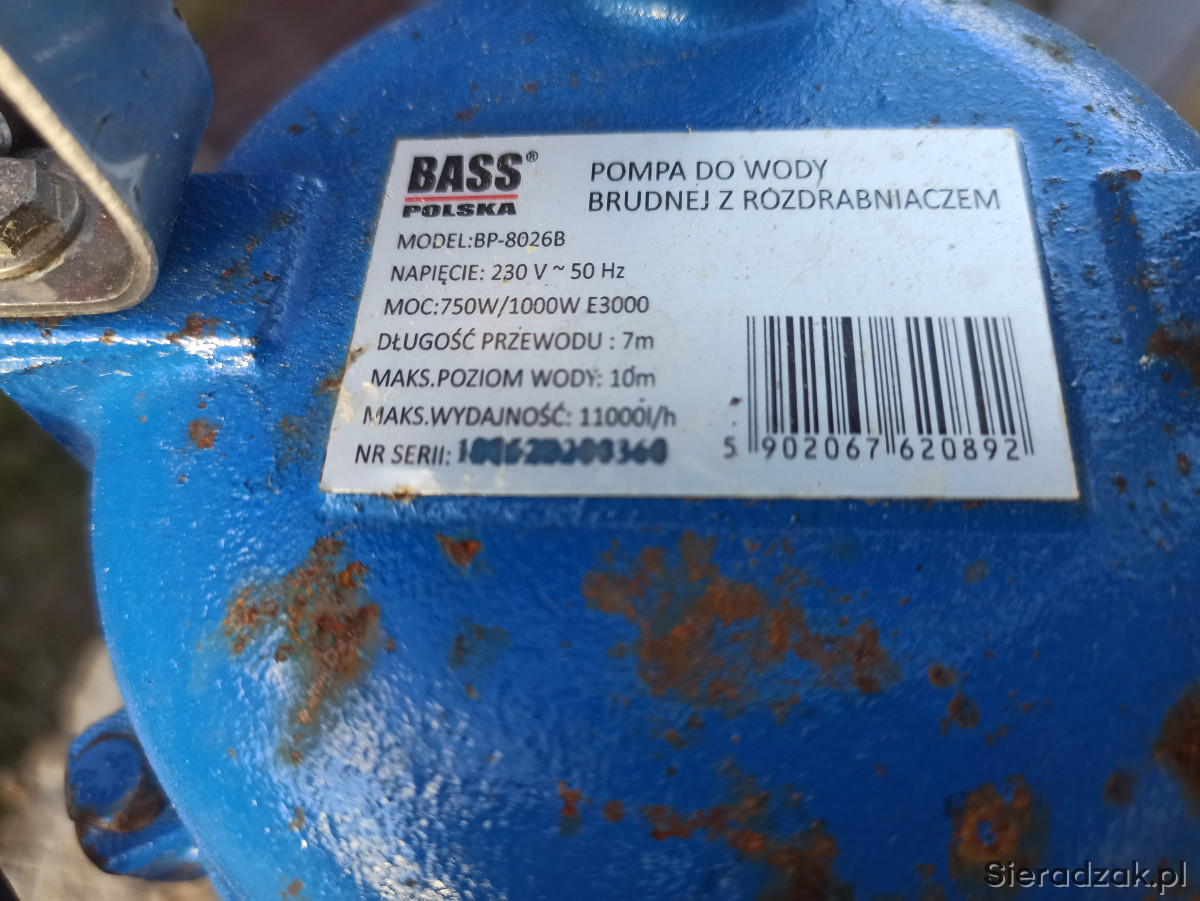 BASS®
POLSKA
POMPA DO WODY
BRUDNEJ Z ROZDRABNIACZEM
MODEL:BP-8026B
NAPIĘCIE: 230 V ~ 50 Hz
MOC:750W/1000W E3000
DŁUGOŚĆ PRZEWODU : 7m
MAKS.POZIOM WODY: 10m
MAKS.WYDAJNOŚĆ: 11000l/h
NR SERII:
5 902067 620892
Sieradzak.pl